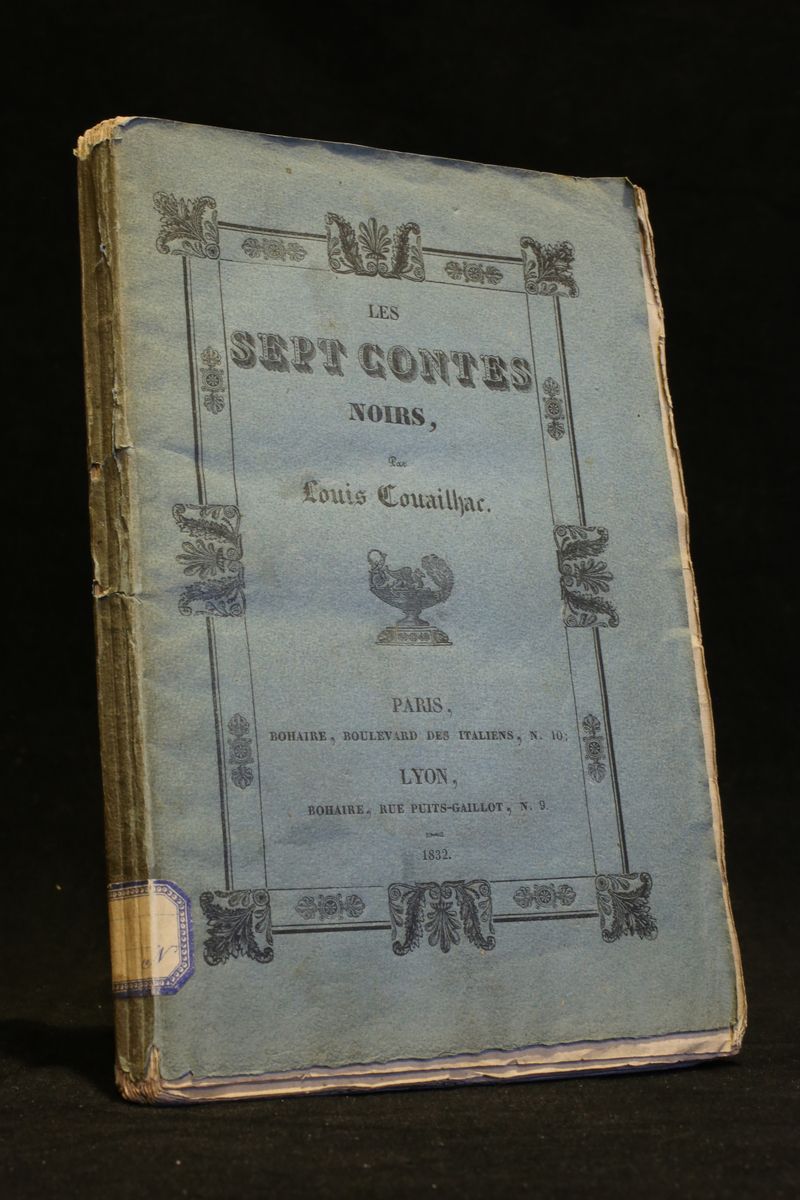 LES
SEPT CONTES
NOIRS,
Par
Louis Couailhac.
PARIS,
BOHAIRE, BOULEVARD DES ITALIENS, N. 10;
LYON,
BOHAIRE, RUE PUITS-GAILLOT, N. 9.
1832.